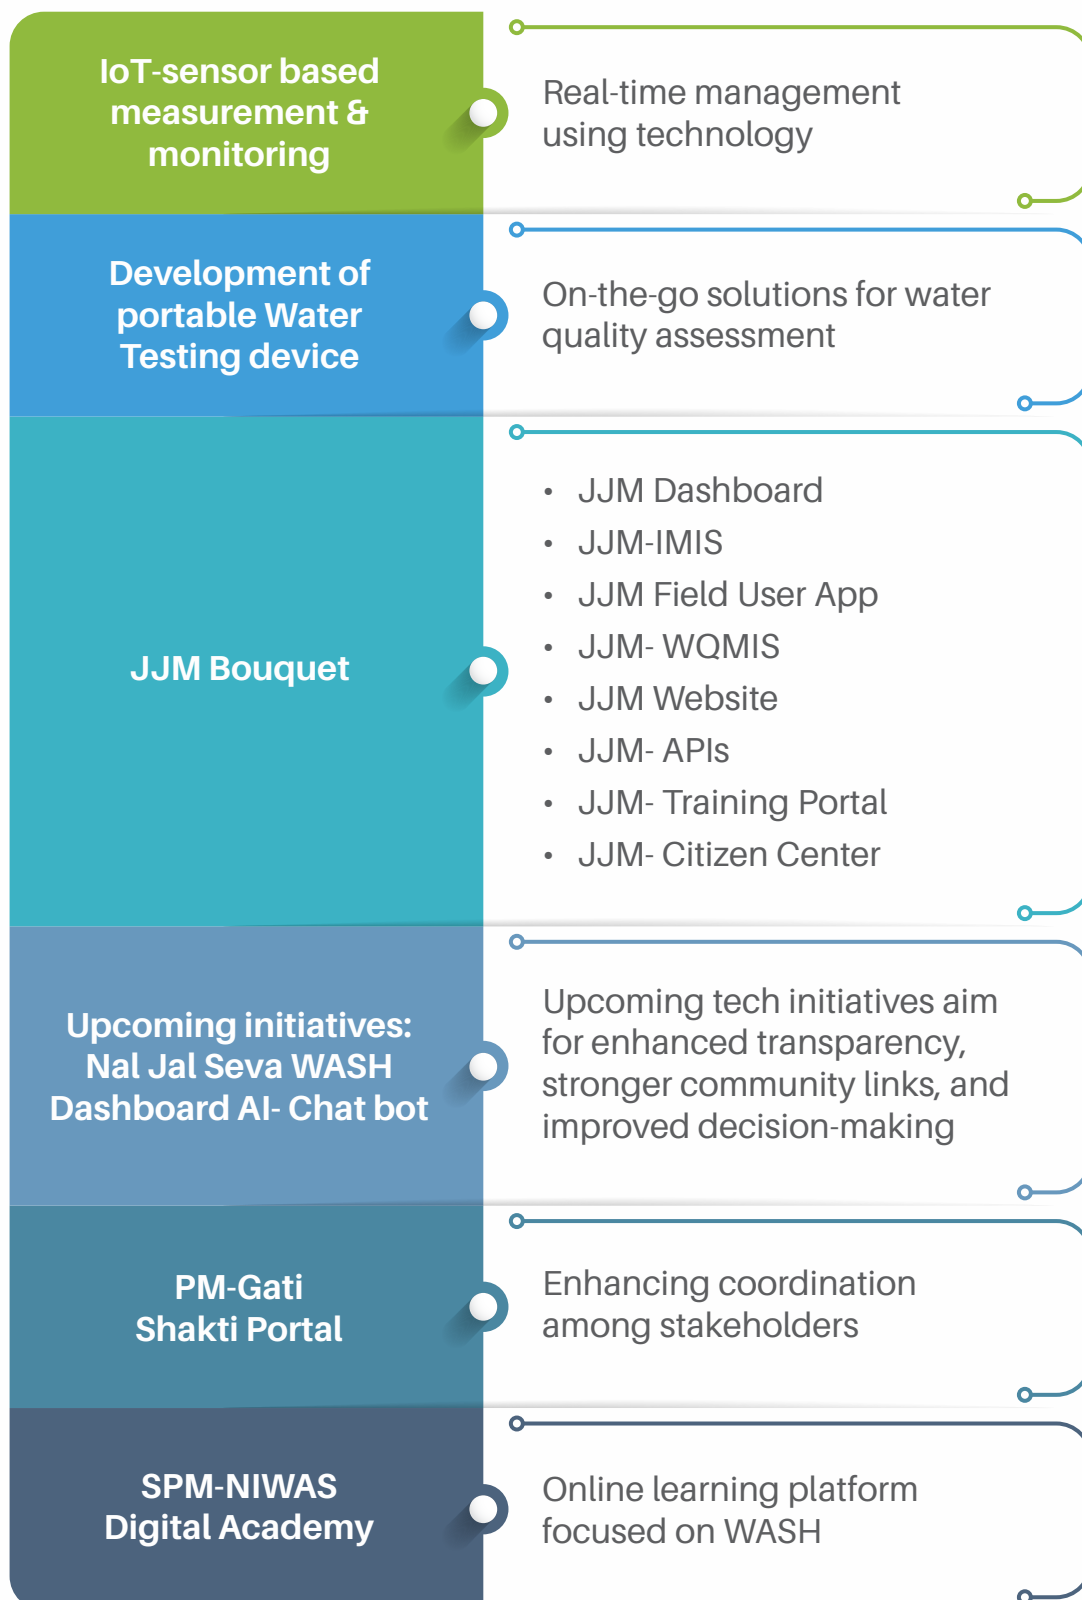 IoT-sensor based
measurement &
monitoring
Real-time management
using technology
Development of
portable Water
Testing device
On-the-go solutions for water
quality assessment
JJM Bouquet
• JJM Dashboard
• JJM-IMIS
• JJM Field User App
• JJM- WQMIS
• JJM Website
• JJM- APIs
• JJM- Training Portal
• JJM- Citizen Center
Upcoming initiatives:
Nal Jal Seva WASH
Dashboard AI- Chat bot
Upcoming tech initiatives aim
for enhanced transparency,
stronger community links, and
improved decision-making
PM-Gati
Shakti Portal
Enhancing coordination
among stakeholders
SPM-NIWAS
Digital Academy
Online learning platform
focused on WASH